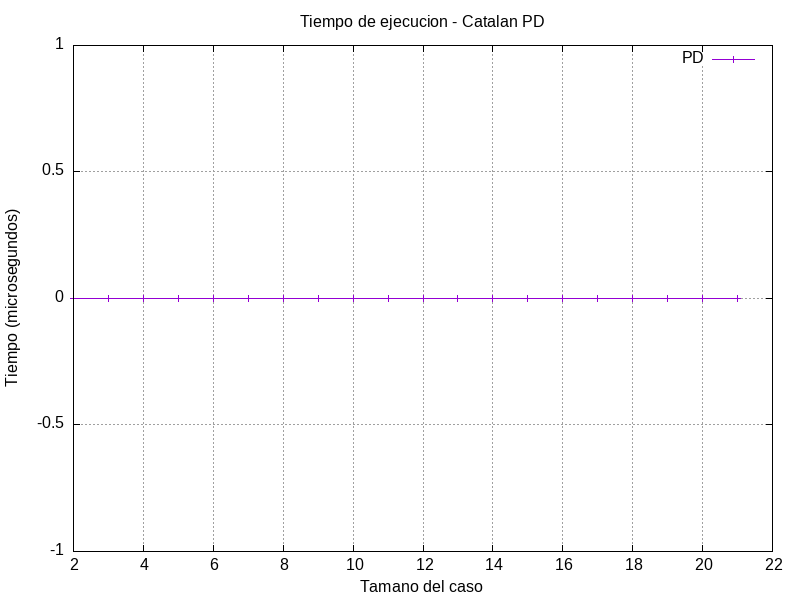 Tiempo de ejecucion - Catalan PD
PD
1
0.5
0
-0.5
-1
Tiempo (microsegundos)
2 4 6 8 10 12 14 16 18 20 22
Tamano del caso